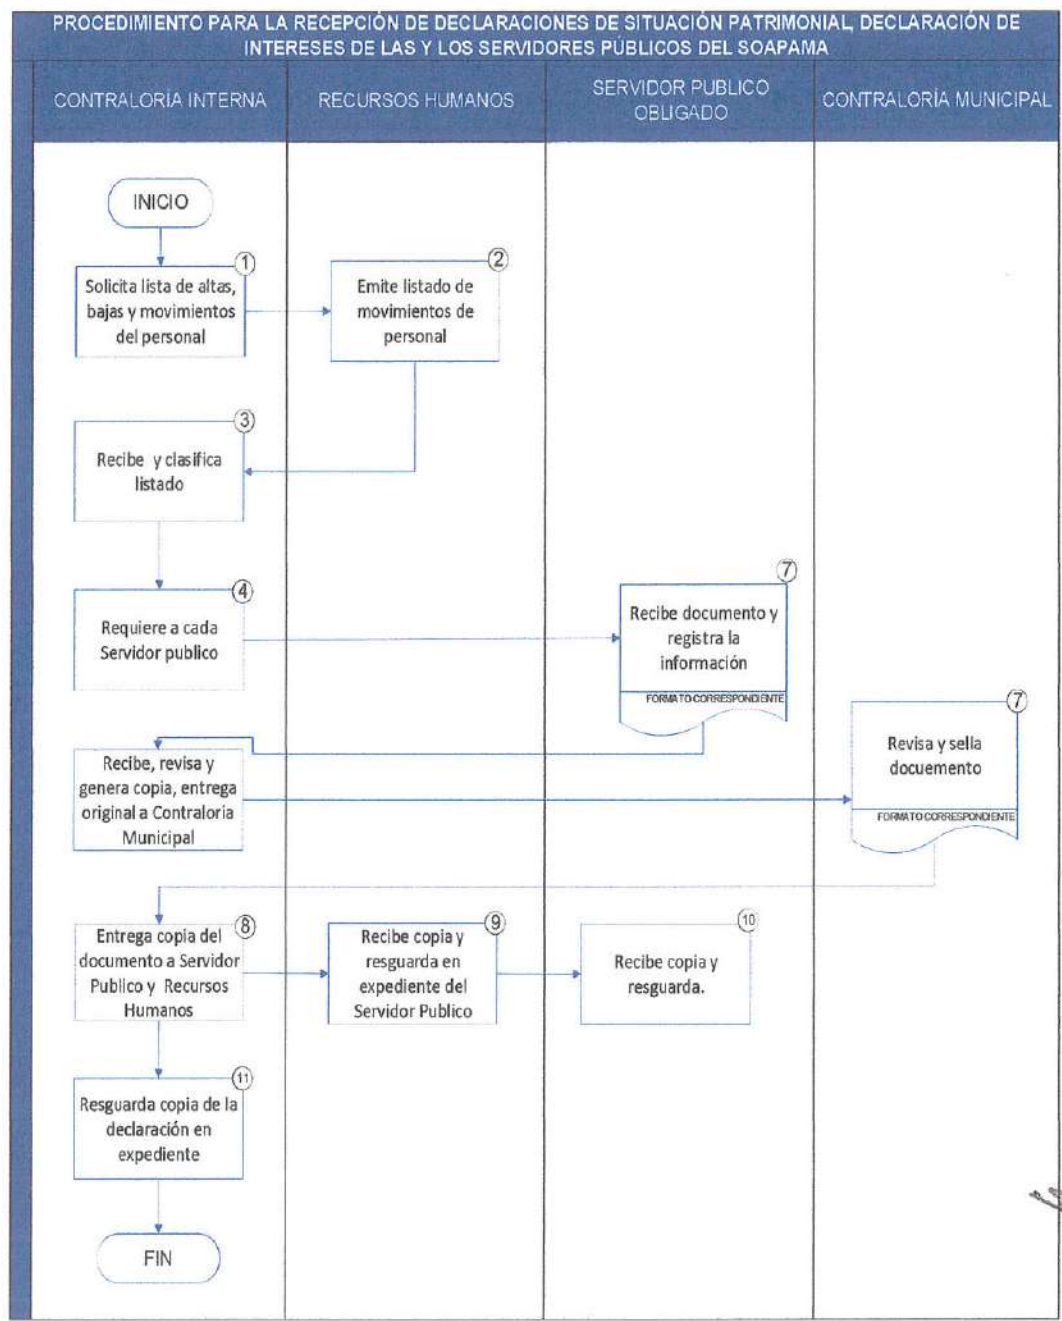 PROCEDIMIENTO PARA LA RECEPCIÓN DE DECLARACIONES DE SITUACIÓN PATRIMONIAL, DECLARACIÓN DE
INTERESES DE LAS Y LOS SERVIDORES PÚBLICOS DEL SOAPAMA
CONTRALORÍA INTERNA
RECURSOS HUMANOS
SERVIDOR PUBLICO
OBLIGADO
CONTRALORÍA MUNICIPAL
INICIO
1
Solicita lista de altas,
bajas y movimientos
del personal
2
Emite listado de
movimientos de
personal
3
Recibe y clasifica
listado
4
Requiere a cada
Servidor publico
7
Recibe documento y
registra la
información
FORMATO CORRESPONDIENTE
Recibe, revisa y
genera copia, entrega
original a Contraloria
Municipal
7
Revisa y sella
docuemento
FORMATO CORRESPONDIENTE
8
Entrega copia del
documento a Servidor
Publico y Recursos
Humanos
9
Recibe copia y
resguarda en
expediente del
Servidor Publico
10
Recibe copia y
resguarda.
11
Resguarda copia de la
declaración en
expediente
FIN